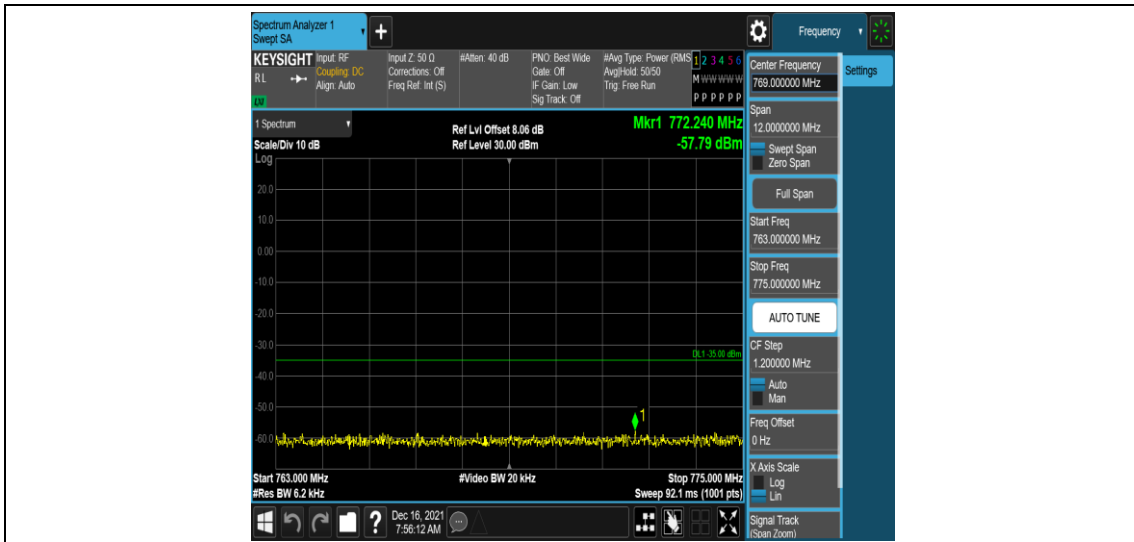 Spectrum Analyzer 1
Swept SA
+
Frequency
KEYSIGHT
RL
LXI
Input: RF
Coupling: DC
Align: Auto
Input Z: 50 Ω
Corrections: Off
Freq Ref: Int (S)
#Atten: 40 dB
PNO: Best Wide
Gate: Off
IF Gain: Low
Sig Track: Off
#Avg Type: Power (RMS
Avg|Hold: 50/50
Trig: Free Run
1 2 3 4 5 6
M W W W W W
P P P P P P
1 Spectrum
Scale/Div 10 dB
Ref Lvl Offset 8.06 dB
Ref Level 30.00 dBm
Mkr1 772.240 MHz
-57.79 dBm
Log
20.0
10.0
0.00
-10.0
-20.0
-30.0
DL1 -35.00 dBm
-40.0
-50.0
1
-60.0
Start 763.000 MHz
#Video BW 20 kHz
Stop 775.000 MHz
#Res BW 6.2 kHz
Sweep 92.1 ms (1001 pts)
Center Frequency
769.000000 MHz
Settings
Span
12.0000000 MHz
Swept Span
Zero Span
Full Span
Start Freq
763.000000 MHz
Stop Freq
775.000000 MHz
AUTO TUNE
CF Step
1.200000 MHz
Auto
Man
Freq Offset
0 Hz
X Axis Scale
Log
Lin
Signal Track
(Span Zoom)
?
Dec 16, 2021
7:56:12 AM